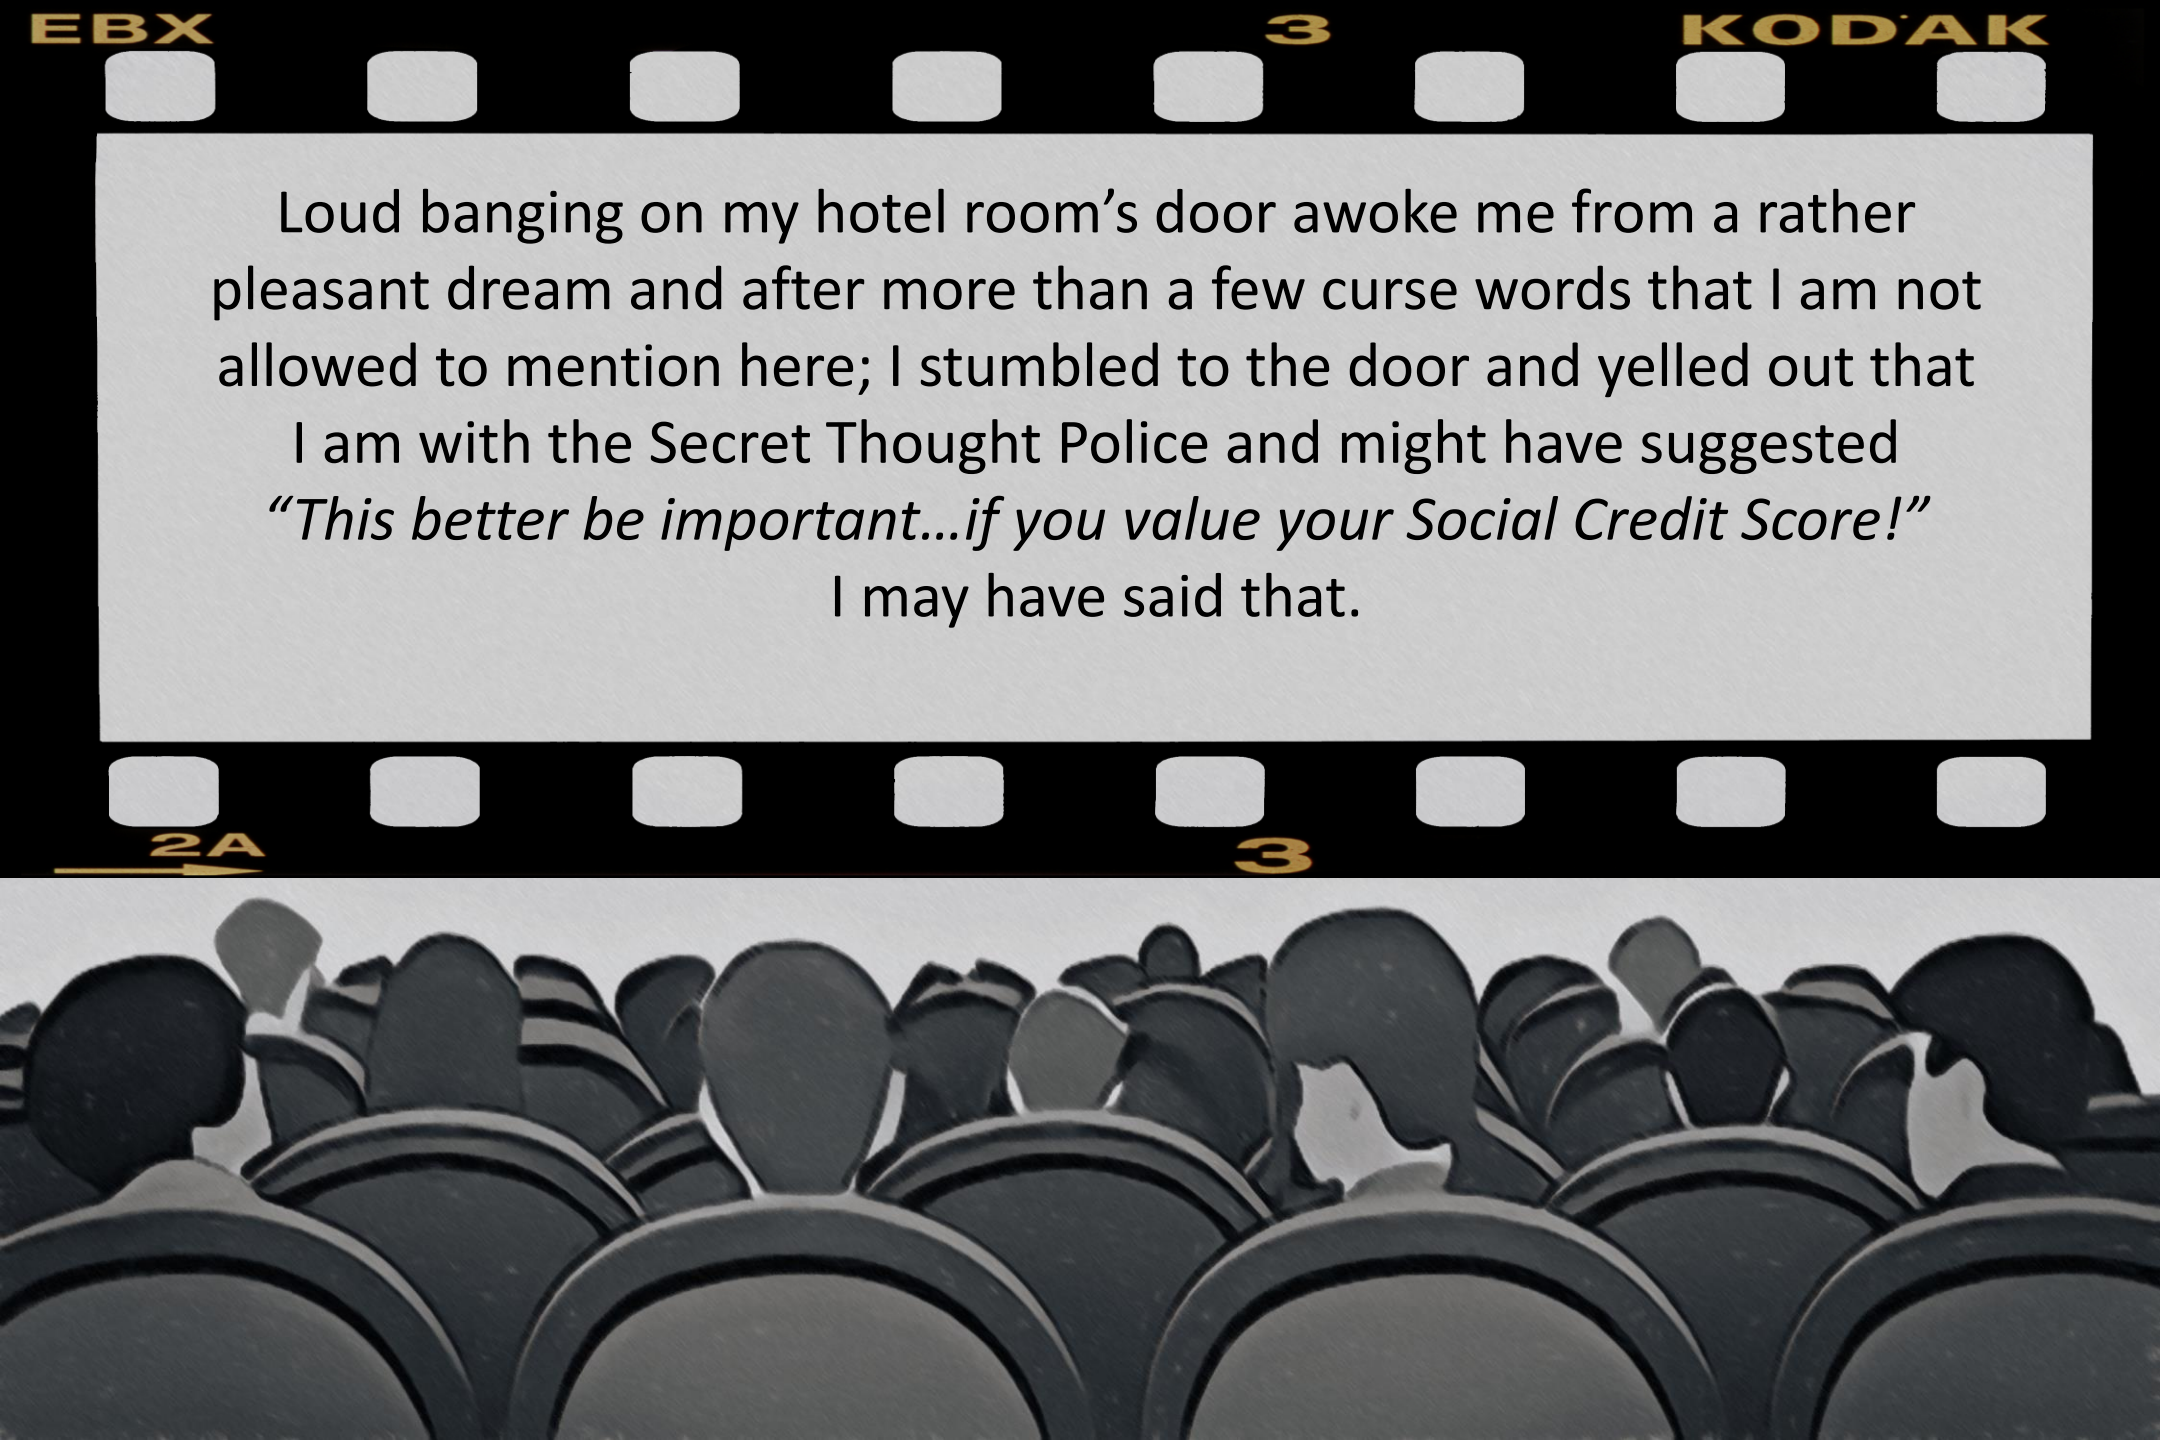 EBX 3 KODAK
Loud banging on my hotel room’s door awoke me from a rather
pleasant dream and after more than a few curse words that I am not
allowed to mention here; I stumbled to the door and yelled out that
I am with the Secret Thought Police and might have suggested
“This better be important…if you value your Social Credit Score!”
I may have said that.
2A 3